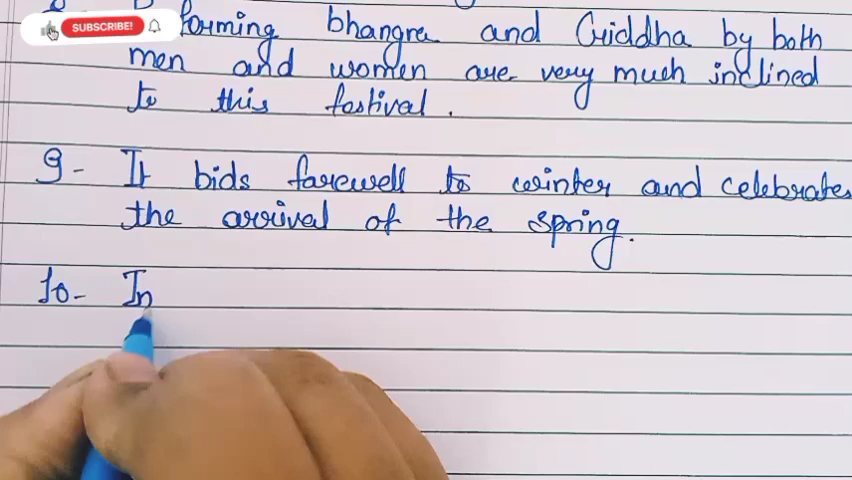 SUBSCRIBE!
forming bhangra and Giddha by both
men and women are very much inclined
to this festival.
9- It bids farewell to winter and celebrates
the arrival of the spring.
10- In